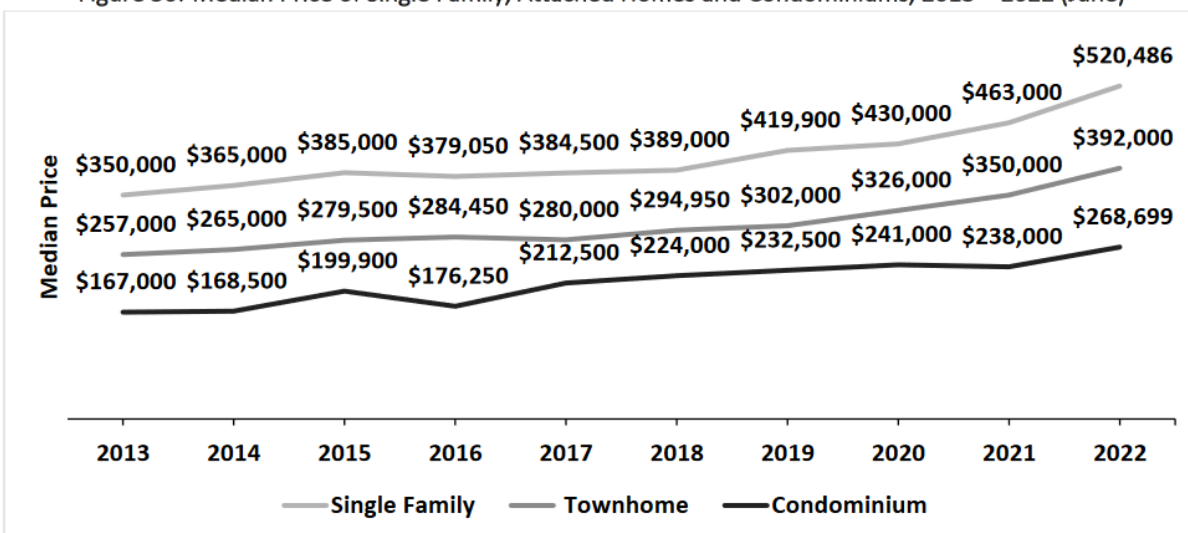 $520,486
$463,000
$419,900 $430,000
$385,000 $379,050 $384,500 $389,000
$350,000 $365,000
$392,000
$350,000
$326,000
$294,950 $302,000
$257,000 $265,000 $279,500 $284,450 $280,000
$268,699
$212,500 $224,000 $232,500 $241,000 $238,000
$199,900
$167,000 $168,500 $176,250
Median Price
2013 2014 2015 2016 2017 2018 2019 2020 2021 2022
Single Family Townhome Condominium